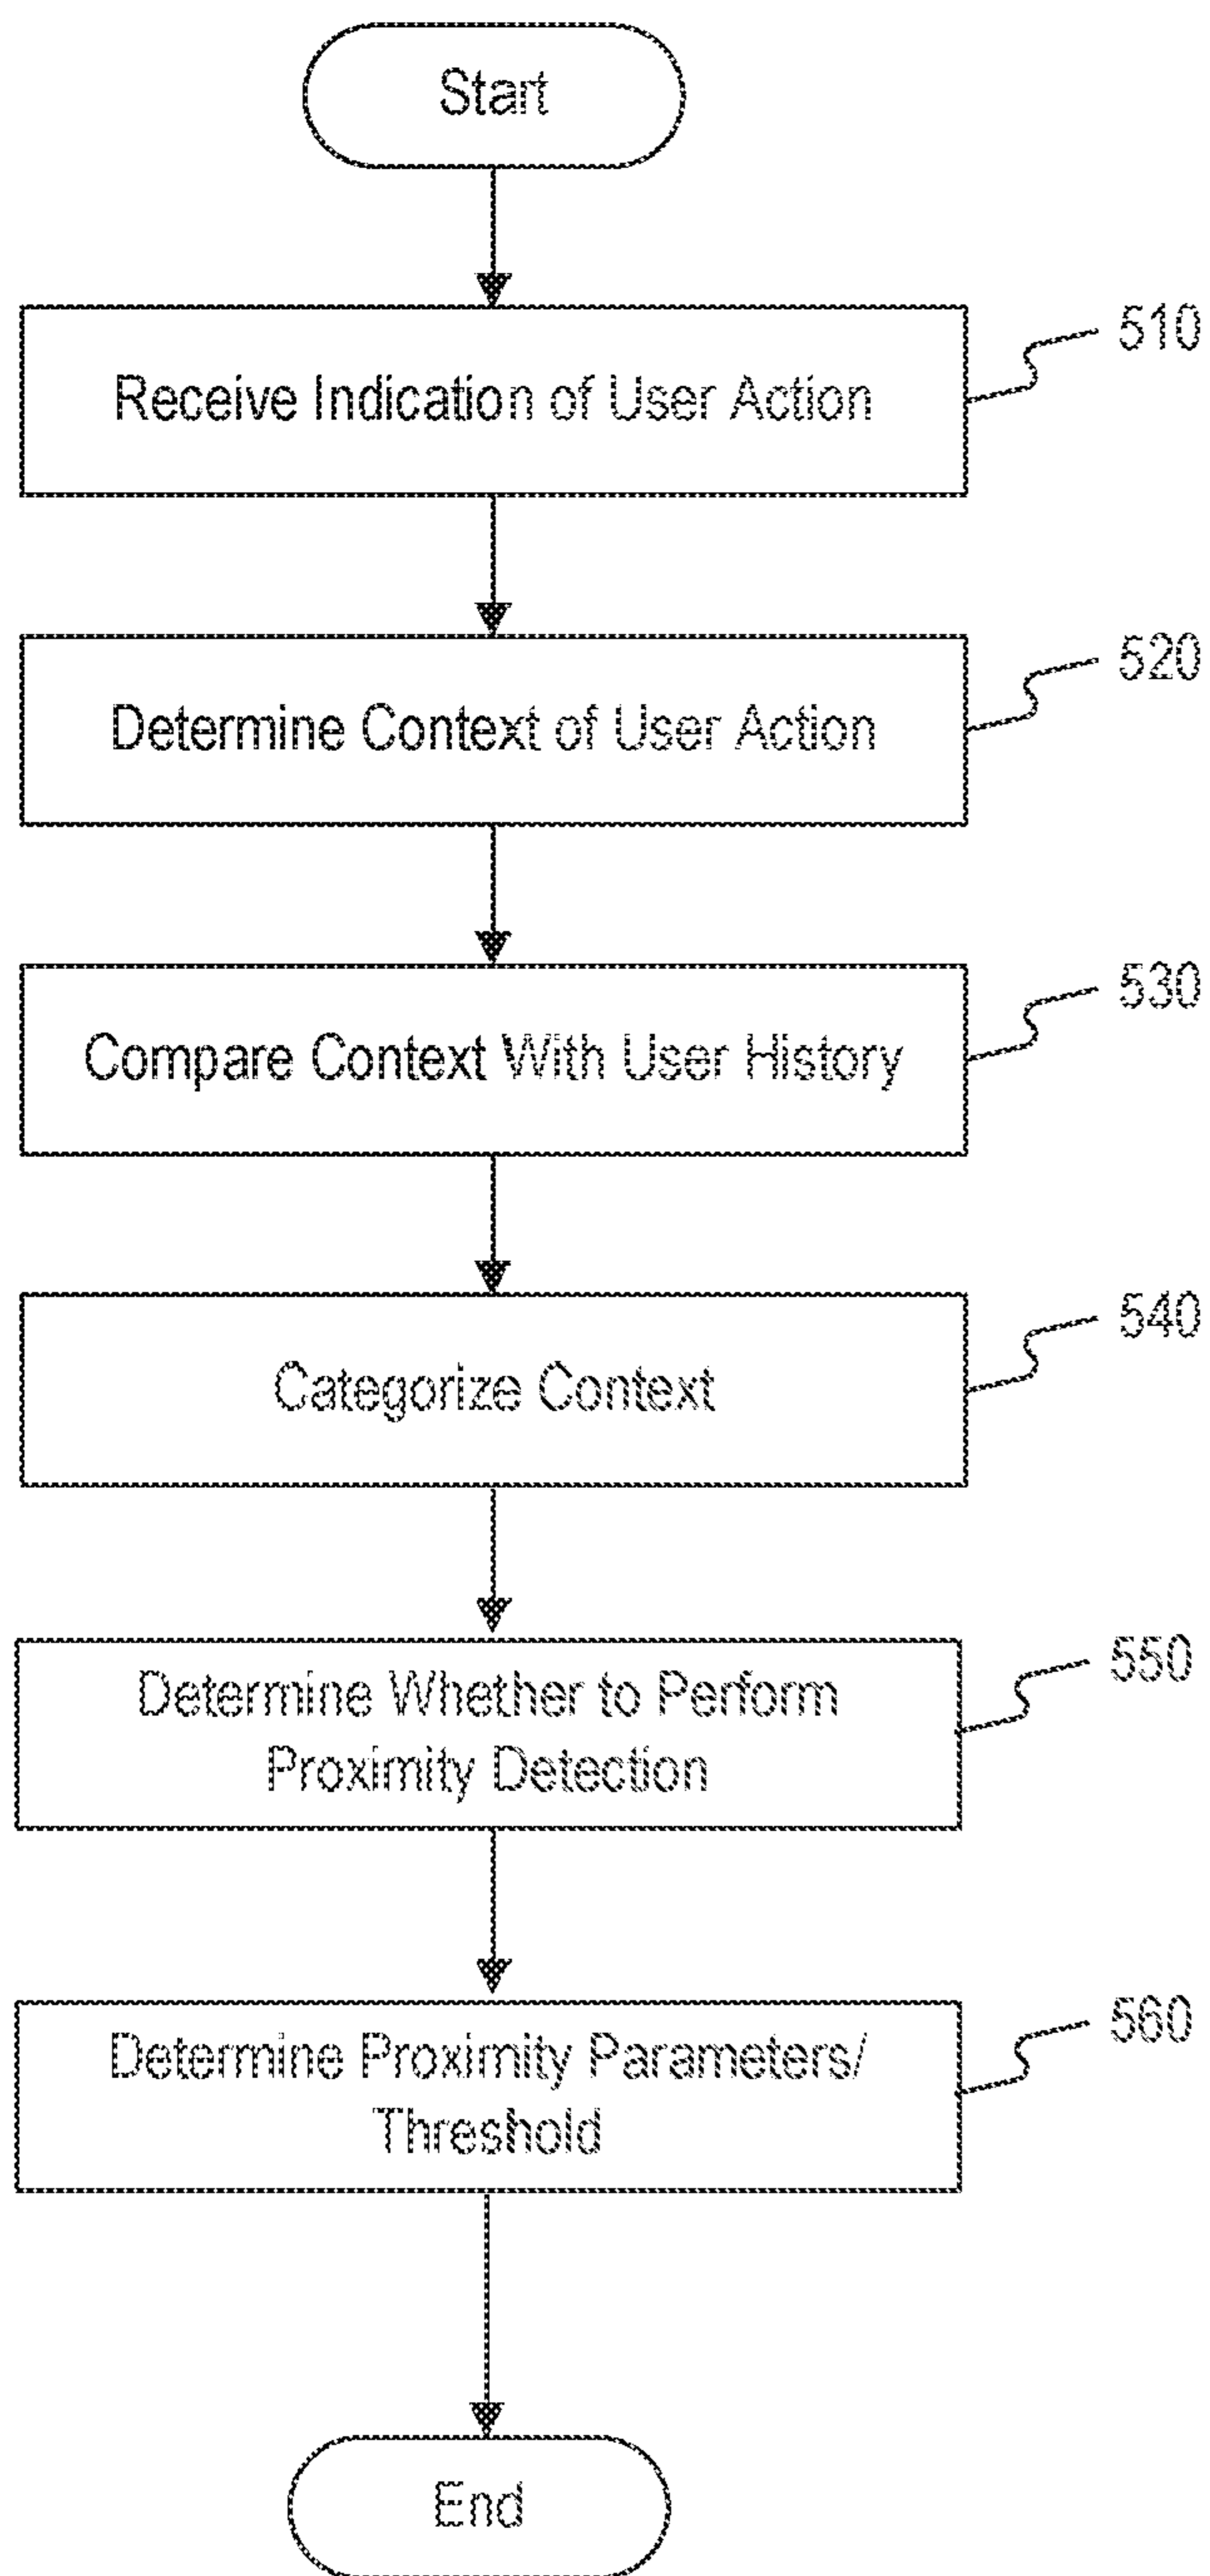 Start
Receive Indication of User Action
510
Determine Context of User Action
520
Compare Context With User History
530
Categorize Context
540
Determine Whether to Perform
Proximity Detection
550
Determine Proximity Parameters/
Threshold
560
End